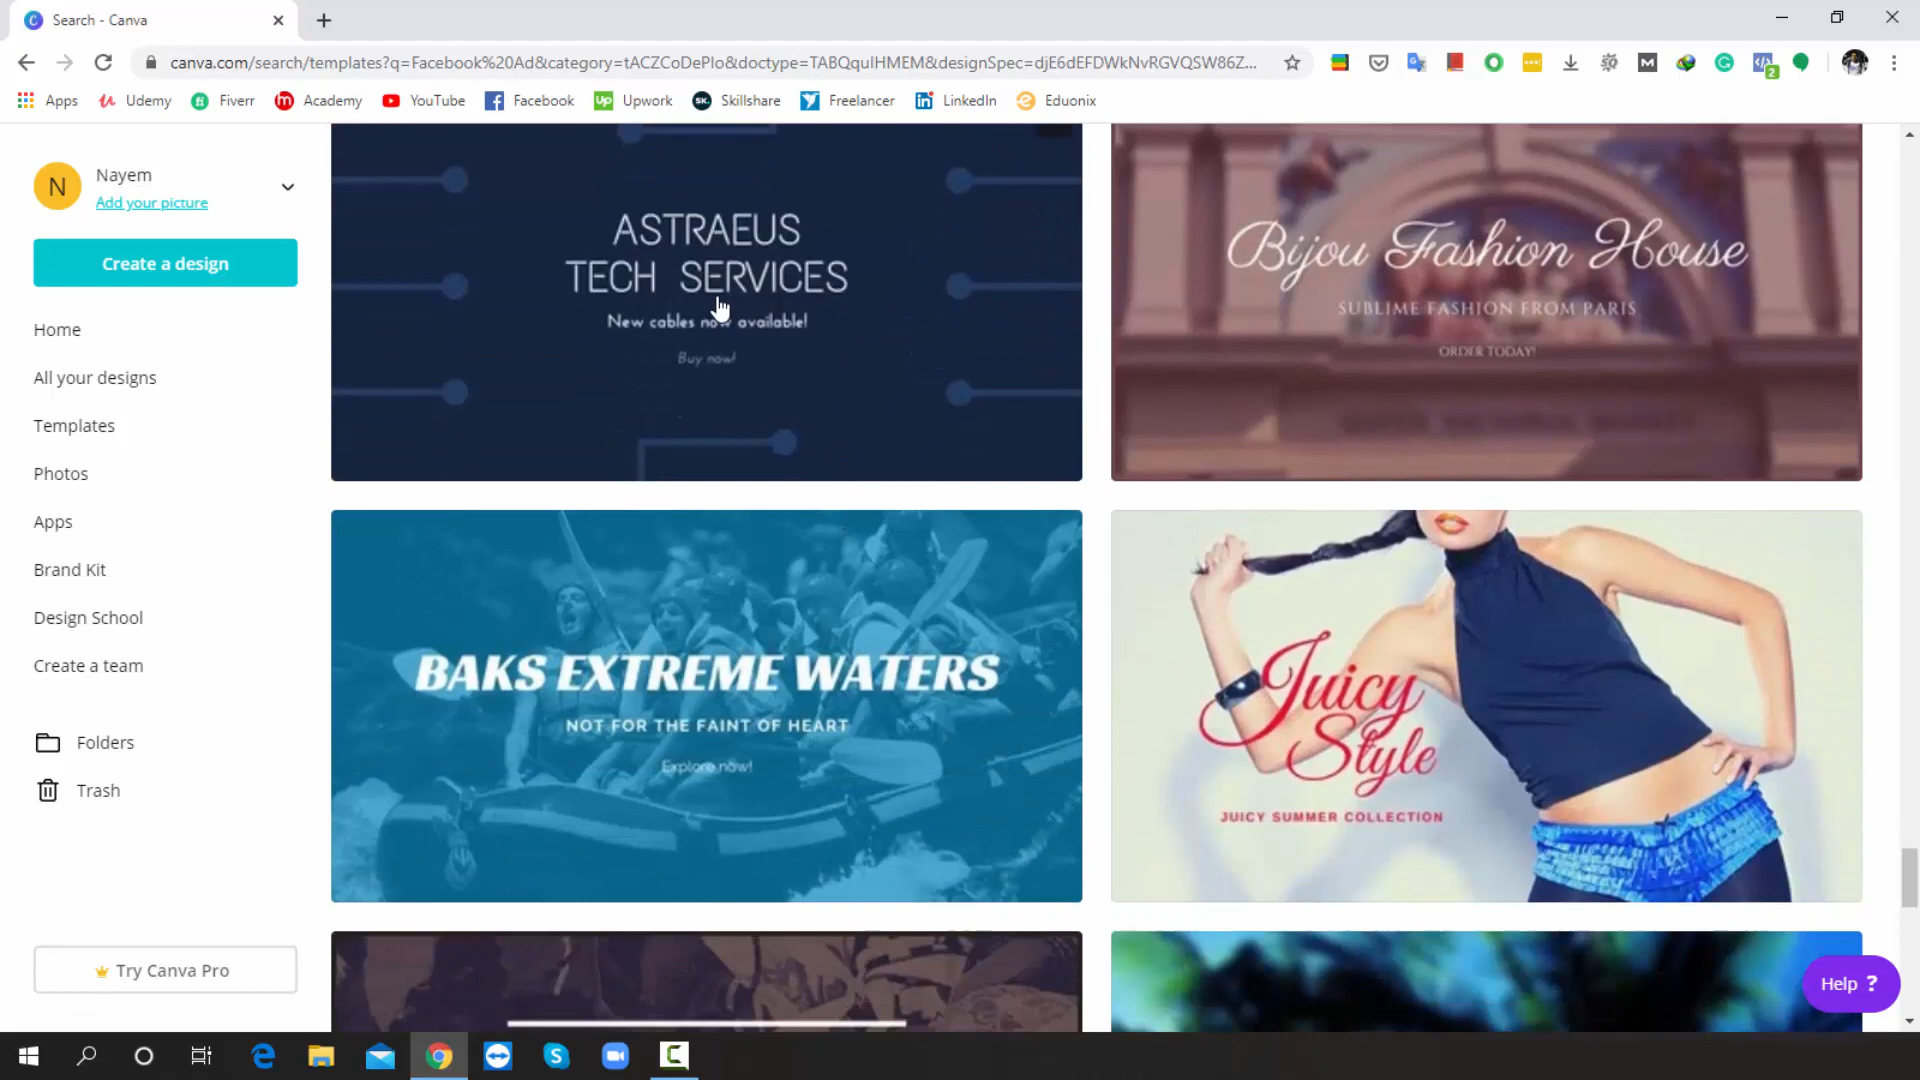 Search - Canva
canva.com/search/templates?q=Facebook%20Ad&category=tACZCoDePIo&doctype=TABQqulHMEM&designSpec=djE6dEFDWkNvRGVQSW86Z...
2
Apps
Udemy
Fiverr
Academy
YouTube
Facebook
Upwork
Skillshare
Freelancer
LinkedIn
Eduonix
N
Nayem
Add your picture
Create a design
Home
All your designs
Templates
Photos
Apps
Brand Kit
Design School
Create a team
Folders
Trash
Try Canva Pro
ASTRAEUS
TECH SERVICES
New cables now available!
Buy now!
Bijou Fashion House
SUBLIME FASHION FROM PARIS
ORDER TODAY!
BAKS EXTREME WATERS
NOT FOR THE FAINT OF HEART
Explore now!
Juicy
Style
JUICY SUMMER COLLECTION
Help ?